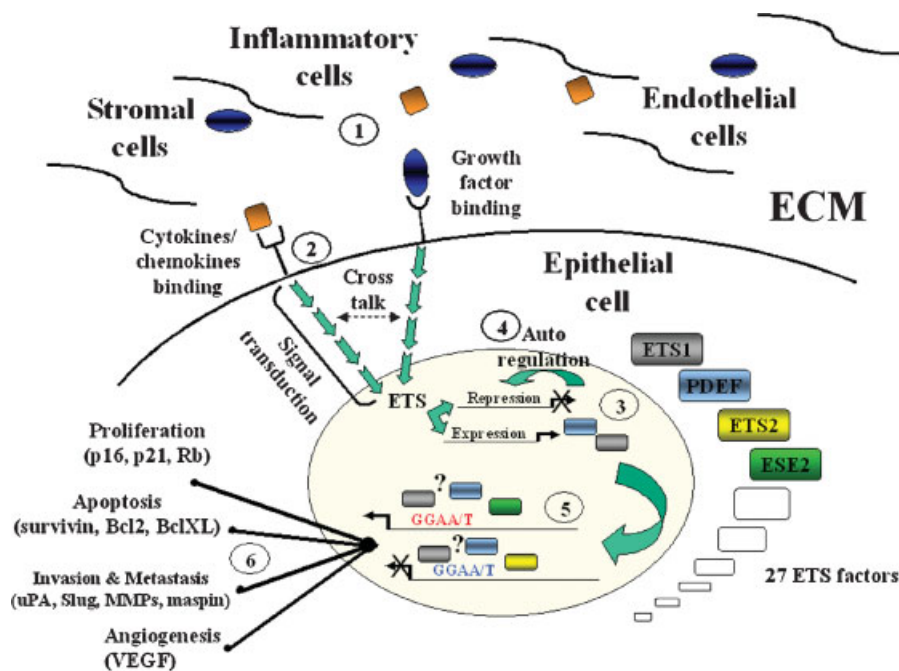 Inflammatory
cells
Endothelial
cells
Stromal
cells
1
Growth
factor
binding
ECM
Cytokines/
chemokines
binding
2
Cross
talk
Epithelial
cell
Signal
transduction
4
Auto
regulation
ETS1
PDEF
ETS2
ESE2
ETS
Repression
3
Expression
Proliferation
(p16, p21, Rb)
Apoptosis
(survivin, Bcl2, BclXL)
?
GGAA/T
5
?
GGAA/T
6
Invasion & Metastasis
(uPA, Slug, MMPs, maspin)
Angiogenesis
(VEGF)
27 ETS factors